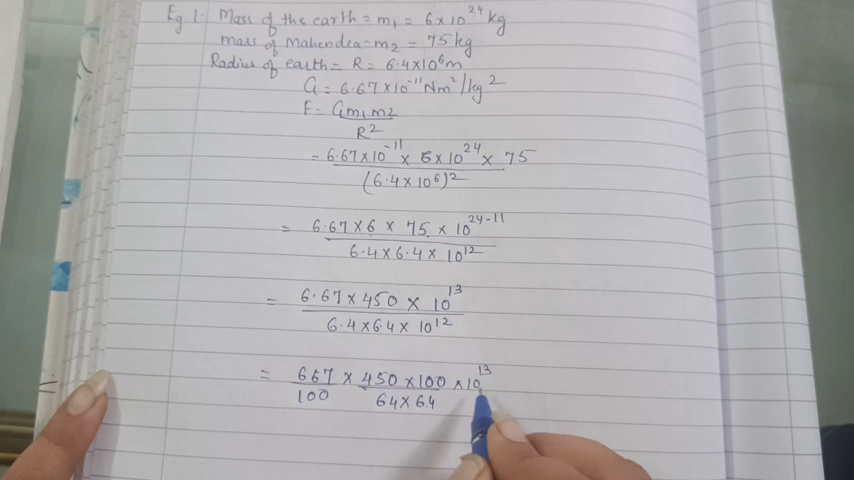 Eg 1. Mass of the earth = m₁ = 6 × 10²⁴ kg
mass of Mahendra = m₂ = 75 kg.
Radius of earth = R = 6.4 × 10⁶ m
G = 6.67 × 10⁻¹¹ Nm²/kg²
F = Gm₁m₂
R²
= 6.67 × 10⁻¹¹ × 6 × 10²⁴ × 75
(6.4 × 10⁶)²
= 6.67 × 6 × 75 × 10²⁴⁻¹¹
6.4 × 6.4 × 10¹²
= 6.67 × 450 × 10¹³
6.4 × 6.4 × 10¹²
= 667 × 450 × 100 × 10¹³
100 64 × 64